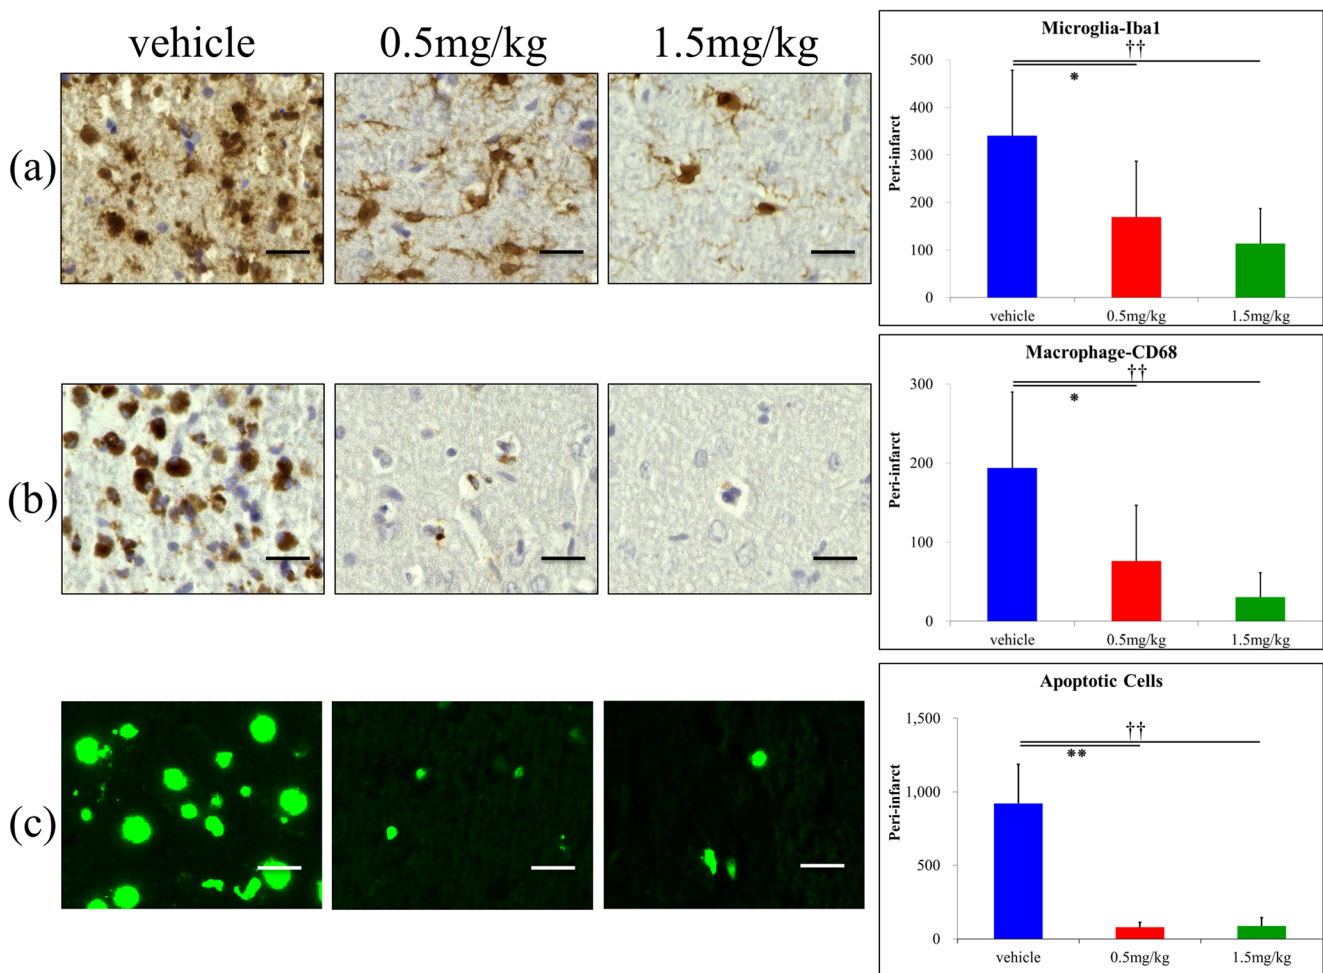 vehicle 0.5mg/kg 1.5mg/kg
(a)
Microglia-Iba1
††
*
500
400
300
200
100
0
Peri-infarct
vehicle 0.5mg/kg 1.5mg/kg
(b)
Macrophage-CD68
††
*
300
200
100
0
Peri-infarct
vehicle 0.5mg/kg 1.5mg/kg
(c)
Apoptotic Cells
††
**
1,500
1,000
500
0
Peri-infarct
vehicle 0.5mg/kg 1.5mg/kg